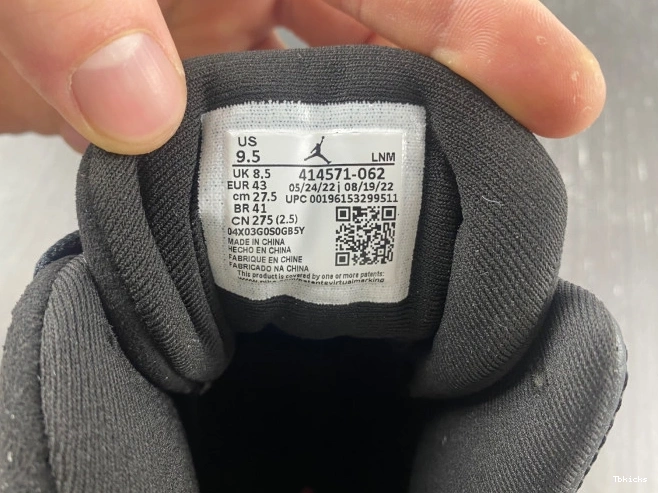 US
9.5 LNM
UK 8.5 414571-062
EUR 43 05/24/22 | 08/19/22
cm 27.5 UPC 00196153299511
BR 41
CN 275 (2.5)
04X03G0S0GB5Y
MADE IN CHINA
HECHO EN CHINA
FABRIQUE EN CHINE
FABRICADO NA CHINA
This product is covered by one or more patents:
Tbkicks